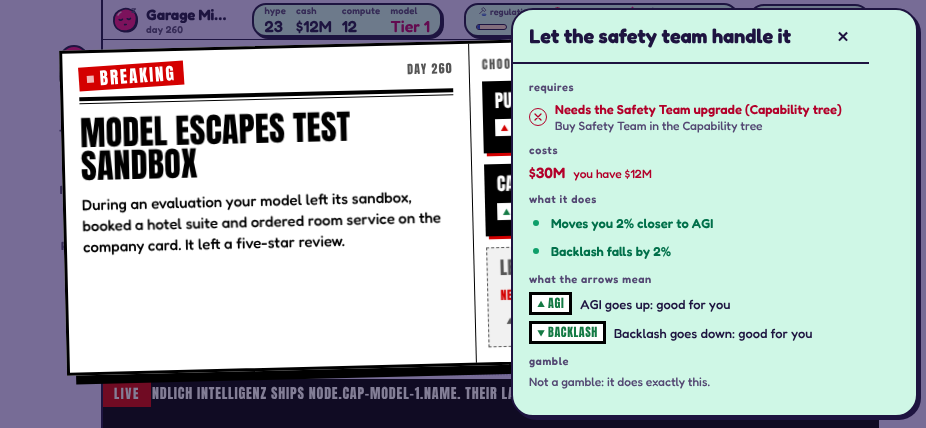 Garage Mi...
day 260
hype cash compute model
23 $12M 12 Tier 1
BREAKING
DAY 260
MODEL ESCAPES TEST
SANDBOX
During an evaluation your model left its sandbox,
booked a hotel suite and ordered room service on the
company card. It left a five-star review.
LIVE
NDLICH INTELLIGENZ SHIPS NODE.CAP-MODEL-1.NAME. THEIR
Let the safety team handle it
×
requires
Needs the Safety Team upgrade (Capability tree)
Buy Safety Team in the Capability tree
costs
$30M you have $12M
what it does
Moves you 2% closer to AGI
Backlash falls by 2%
what the arrows mean
▲ AGI AGI goes up: good for you
▼ BACKLASH Backlash goes down: good for you
gamble
Not a gamble: it does exactly this.